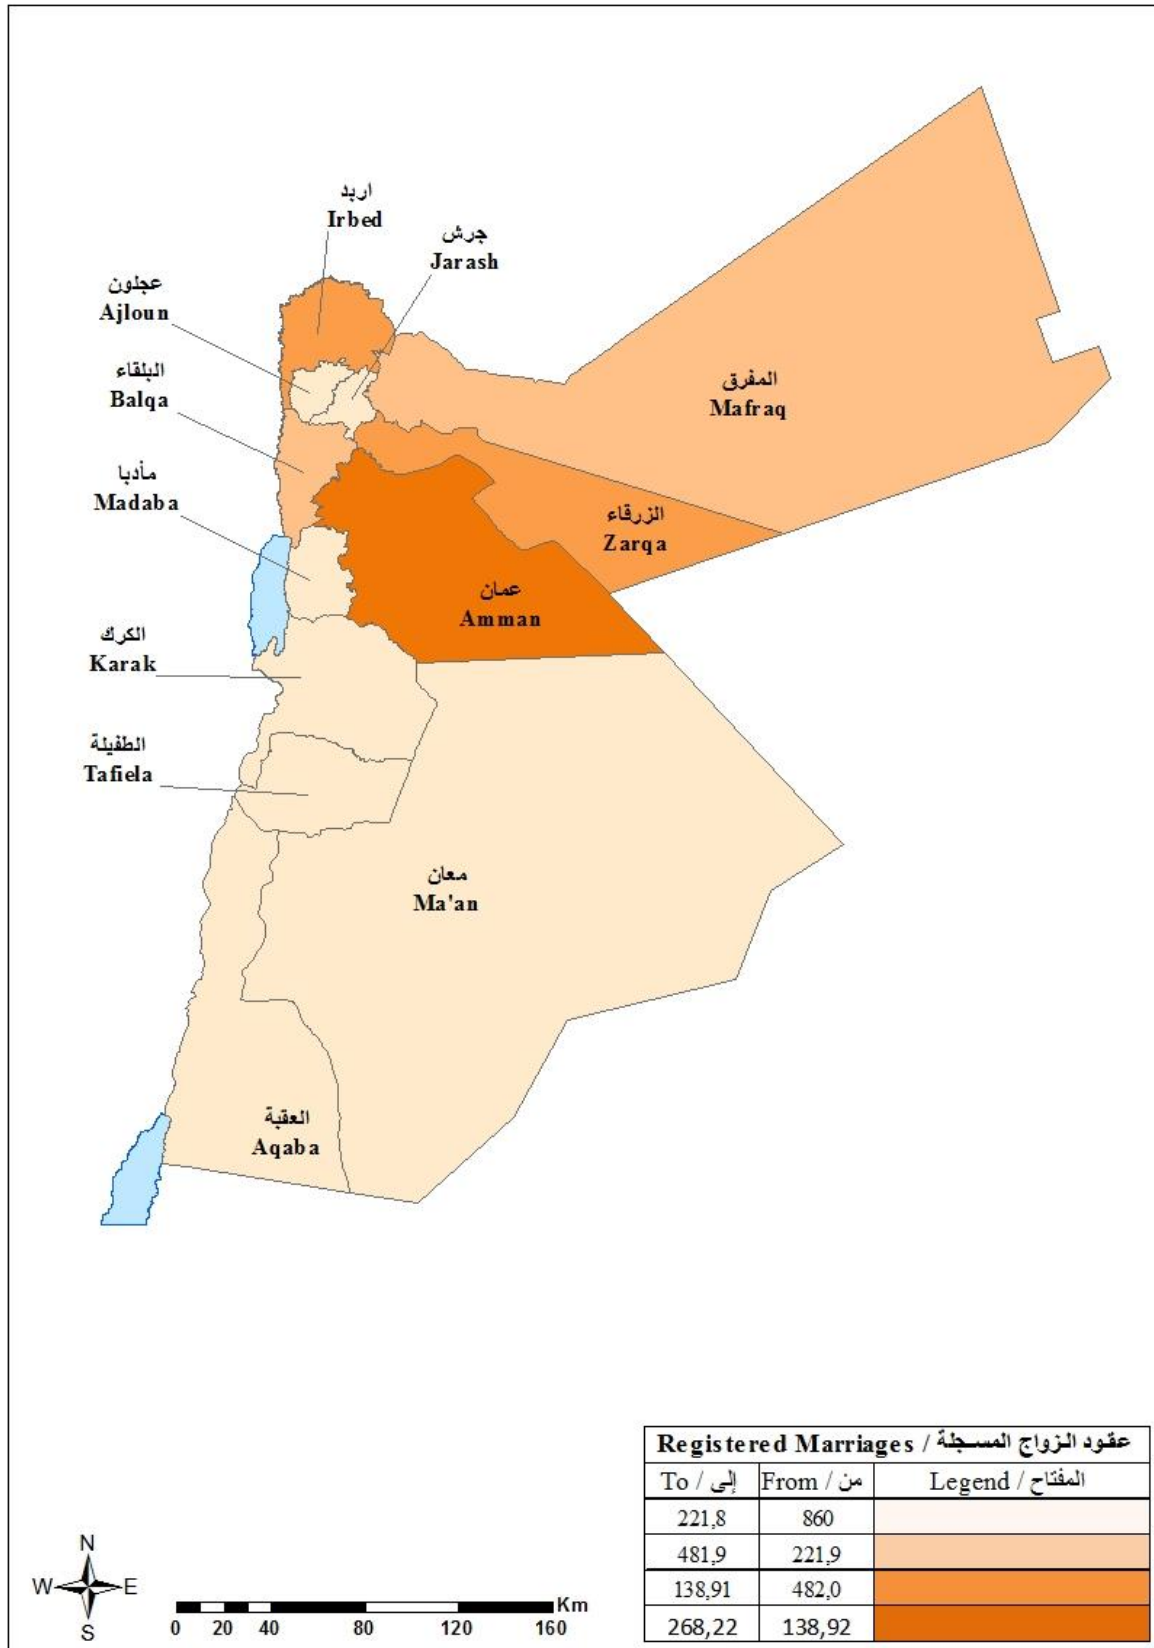 اربد
Irbed
جرش
Jarash
عجلون
Ajloun
البلقاء
Balqa
المفرق
Mafraq
مأدبا
Madaba
الزرقاء
Zarqa
عمان
Amman
الكرك
Karak
الطفيلة
Tafiela
معان
Ma'an
العقبة
Aqaba
Registered Marriages / عقود الزواج المسجلة
To / إلى From / من Legend / المفتاح
221,8 860
481,9 221,9
138,91 482,0
268,22 138,92
N
W E
S
Km
0 20 40 80 120 160